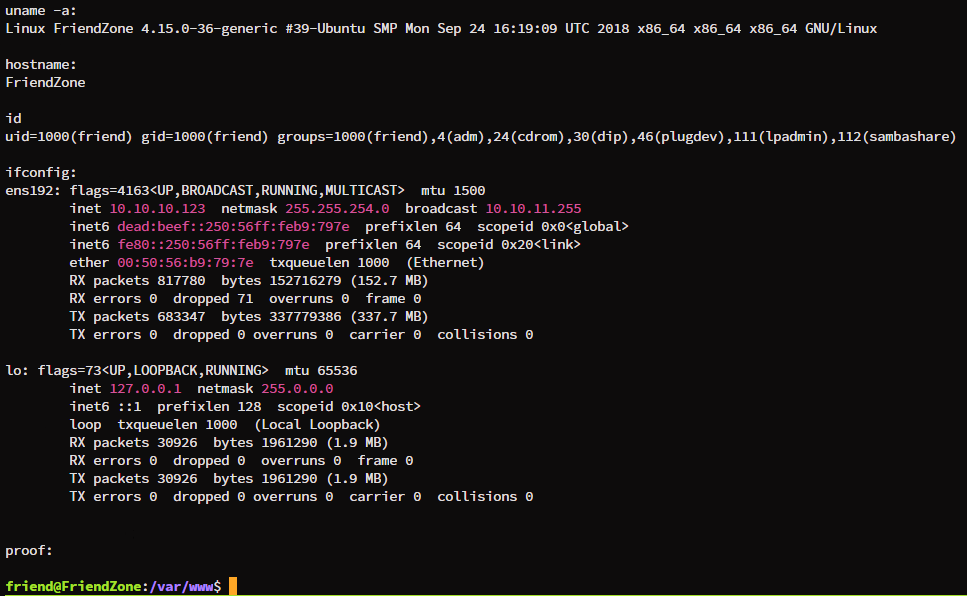 uname -a:
Linux FriendZone 4.15.0-36-generic #39-Ubuntu SMP Mon Sep 24 16:19:09 UTC 2018 x86_64 x86_64 x86_64 GNU/Linux
hostname:
FriendZone
id
uid=1000(friend) gid=1000(friend) groups=1000(friend),4(adm),24(cdrom),30(dip),46(plugdev),111(lpadmin),112(sambashare)
ifconfig:
ens192: flags=4163<UP,BROADCAST,RUNNING,MULTICAST>  mtu 1500
        inet 10.10.10.123  netmask 255.255.254.0  broadcast 10.10.11.255
        inet6 dead:beef::250:56ff:feb9:797e  prefixlen 64  scopeid 0x0<global>
        inet6 fe80::250:56ff:feb9:797e  prefixlen 64  scopeid 0x20<link>
        ether 00:50:56:b9:79:7e  txqueuelen 1000  (Ethernet)
        RX packets 817780  bytes 152716279 (152.7 MB)
        RX errors 0  dropped 71  overruns 0  frame 0
        TX packets 683347  bytes 337779386 (337.7 MB)
        TX errors 0  dropped 0 overruns 0  carrier 0  collisions 0
lo: flags=73<UP,LOOPBACK,RUNNING>  mtu 65536
        inet 127.0.0.1  netmask 255.0.0.0
        inet6 ::1  prefixlen 128  scopeid 0x10<host>
        loop  txqueuelen 1000  (Local Loopback)
        RX packets 30926  bytes 1961290 (1.9 MB)
        RX errors 0  dropped 0  overruns 0  frame 0
        TX packets 30926  bytes 1961290 (1.9 MB)
        TX errors 0  dropped 0 overruns 0  carrier 0  collisions 0
proof:
friend@FriendZone:/var/www$